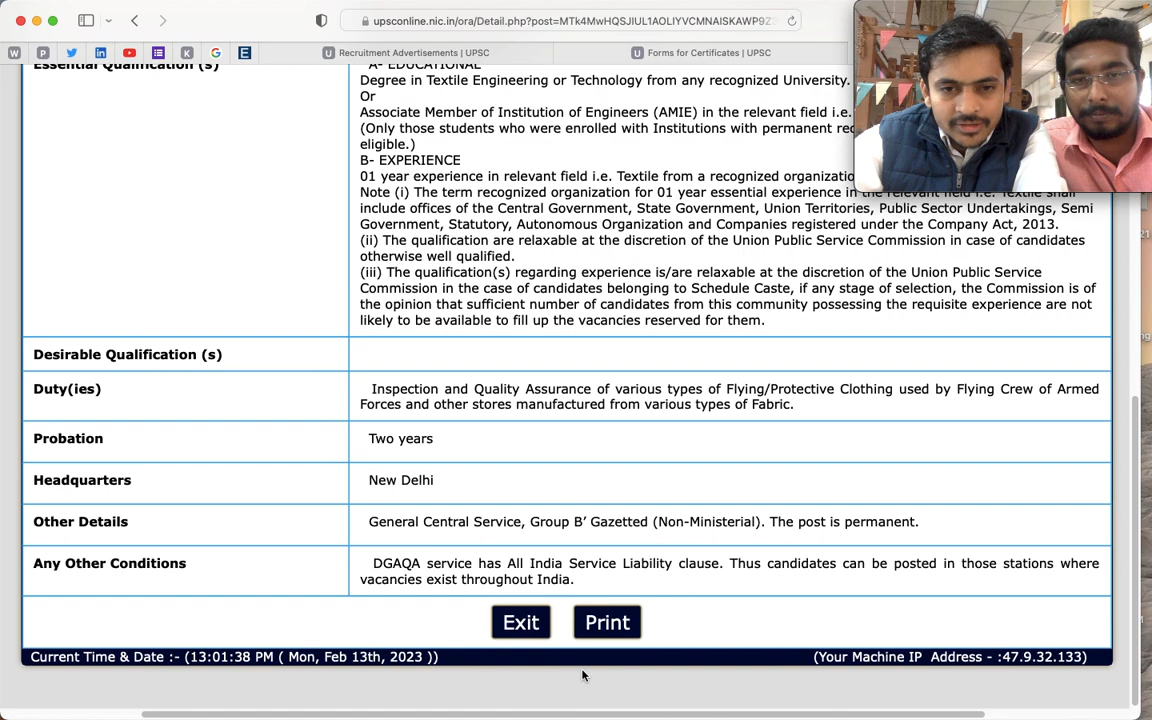 upsconline.nic.in/ora/Detail.php?post=MTk4MwHQSJIUL1AOLIYVCMNAISKAWP9Z
W P K E
Recruitment Advertisements | UPSC
Forms for Certificates | UPSC
Essential Qualification (s)
A- EDUCATIONAL
Degree in Textile Engineering or Technology from any recognized University.
Or
Associate Member of Institution of Engineers (AMIE) in the relevant field i.e.
(Only those students who were enrolled with Institutions with permanent
eligible.)
B- EXPERIENCE
01 year experience in relevant field i.e. Textile from a recognized
Note (i) The term recognized organization for 01 year essential experience in the relevant field i.e. Textile shall
include offices of the Central Government, State Government, Union Territories, Public Sector Undertakings, Semi
Government, Statutory, Autonomous Organization and Companies registered under the Company Act, 2013.
(ii) The qualification are relaxable at the discretion of the Union Public Service Commission in case of candidates
otherwise well qualified.
(iii) The qualification(s) regarding experience is/are relaxable at the discretion of the Union Public Service
Commission in the case of candidates belonging to Schedule Caste, if any stage of selection, the Commission is of
the opinion that sufficient number of candidates from this community possessing the requisite experience are not
likely to be available to fill up the vacancies reserved for them.
Desirable Qualification (s)
Duty(ies)
Inspection and Quality Assurance of various types of Flying/Protective Clothing used by Flying Crew of Armed
Forces and other stores manufactured from various types of Fabric.
Probation
Two years
Headquarters
New Delhi
Other Details
General Central Service, Group B’ Gazetted (Non-Ministerial). The post is permanent.
Any Other Conditions
DGAQA service has All India Service Liability clause. Thus candidates can be posted in those stations where
vacancies exist throughout India.
Exit Print
Current Time & Date :- (13:01:38 PM ( Mon, Feb 13th, 2023 ))
(Your Machine IP Address - :47.9.32.133)